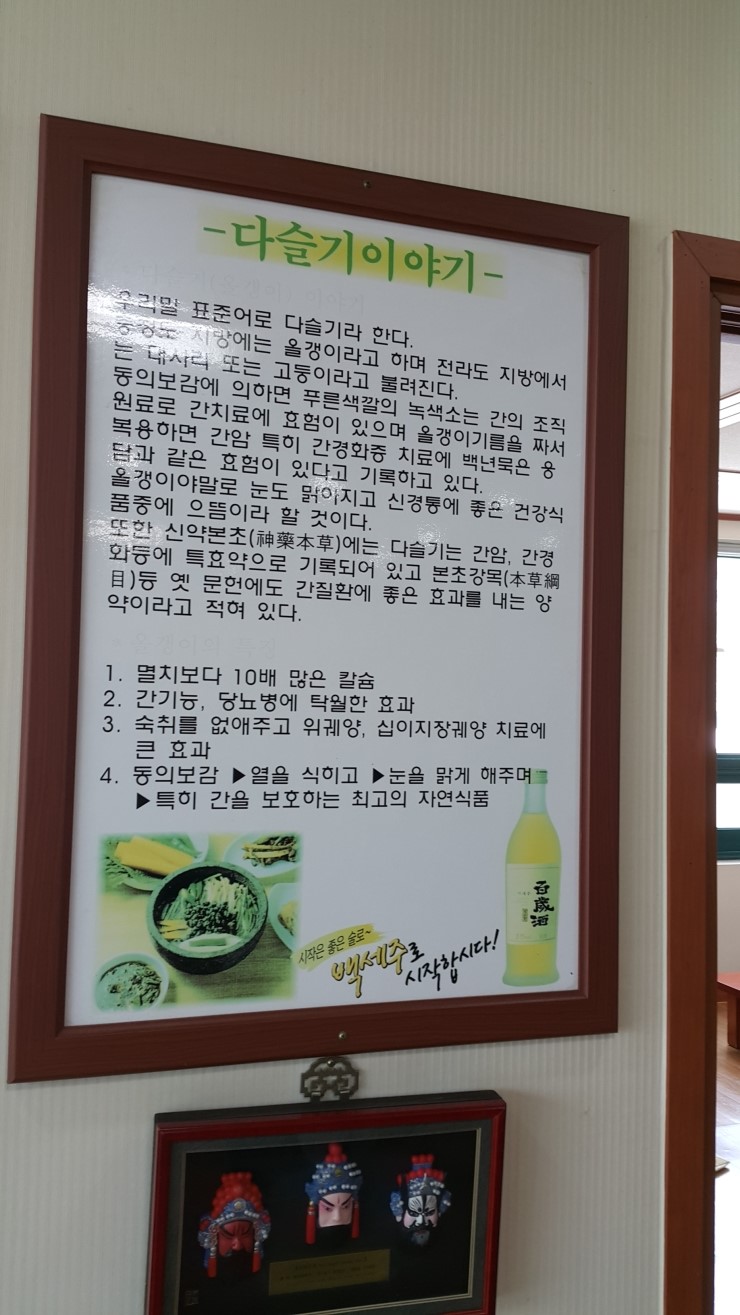 -다슬기이야기-
우리말 표준어로 다슬기라 한다.
충청도 지방에는 올갱이라고 하며 전라도 지방에서
는 대사리 또는 고둥이라고 불려진다.
동의보감에 의하면 푸른색깔의 녹색소는 간의 조직
원료로 간치료에 효험이 있으며 올갱이기름을 짜서
복용하면 간암 특히 간경화증 치료에 백년묵은 웅
담과 같은 효험이 있다고 기록하고 있다.
올갱이야말로 눈도 맑아지고 신경통에 좋은 건강식
품중에 으뜸이라 할 것이다.
또한 신약본초(神藥本草)에는 다슬기는 간암, 간경
화등에 특효약으로 기록되어 있고 본초강목(本草綱
目)등 옛 문헌에도 간질환에 좋은 효과를 내는 양
약이라고 적혀 있다.
1. 멸치보다 10배 많은 칼슘
2. 간기능, 당뇨병에 탁월한 효과
3. 숙취를 없애주고 위궤양, 십이지장궤양 치료에
큰 효과
4. 동의보감 ▶열을 식히고 ▶눈을 맑게 해주며
▶특히 간을 보호하는 최고의 자연식품
시작은 좋은 술로~
백세주로
시작합시다!
百歲酒